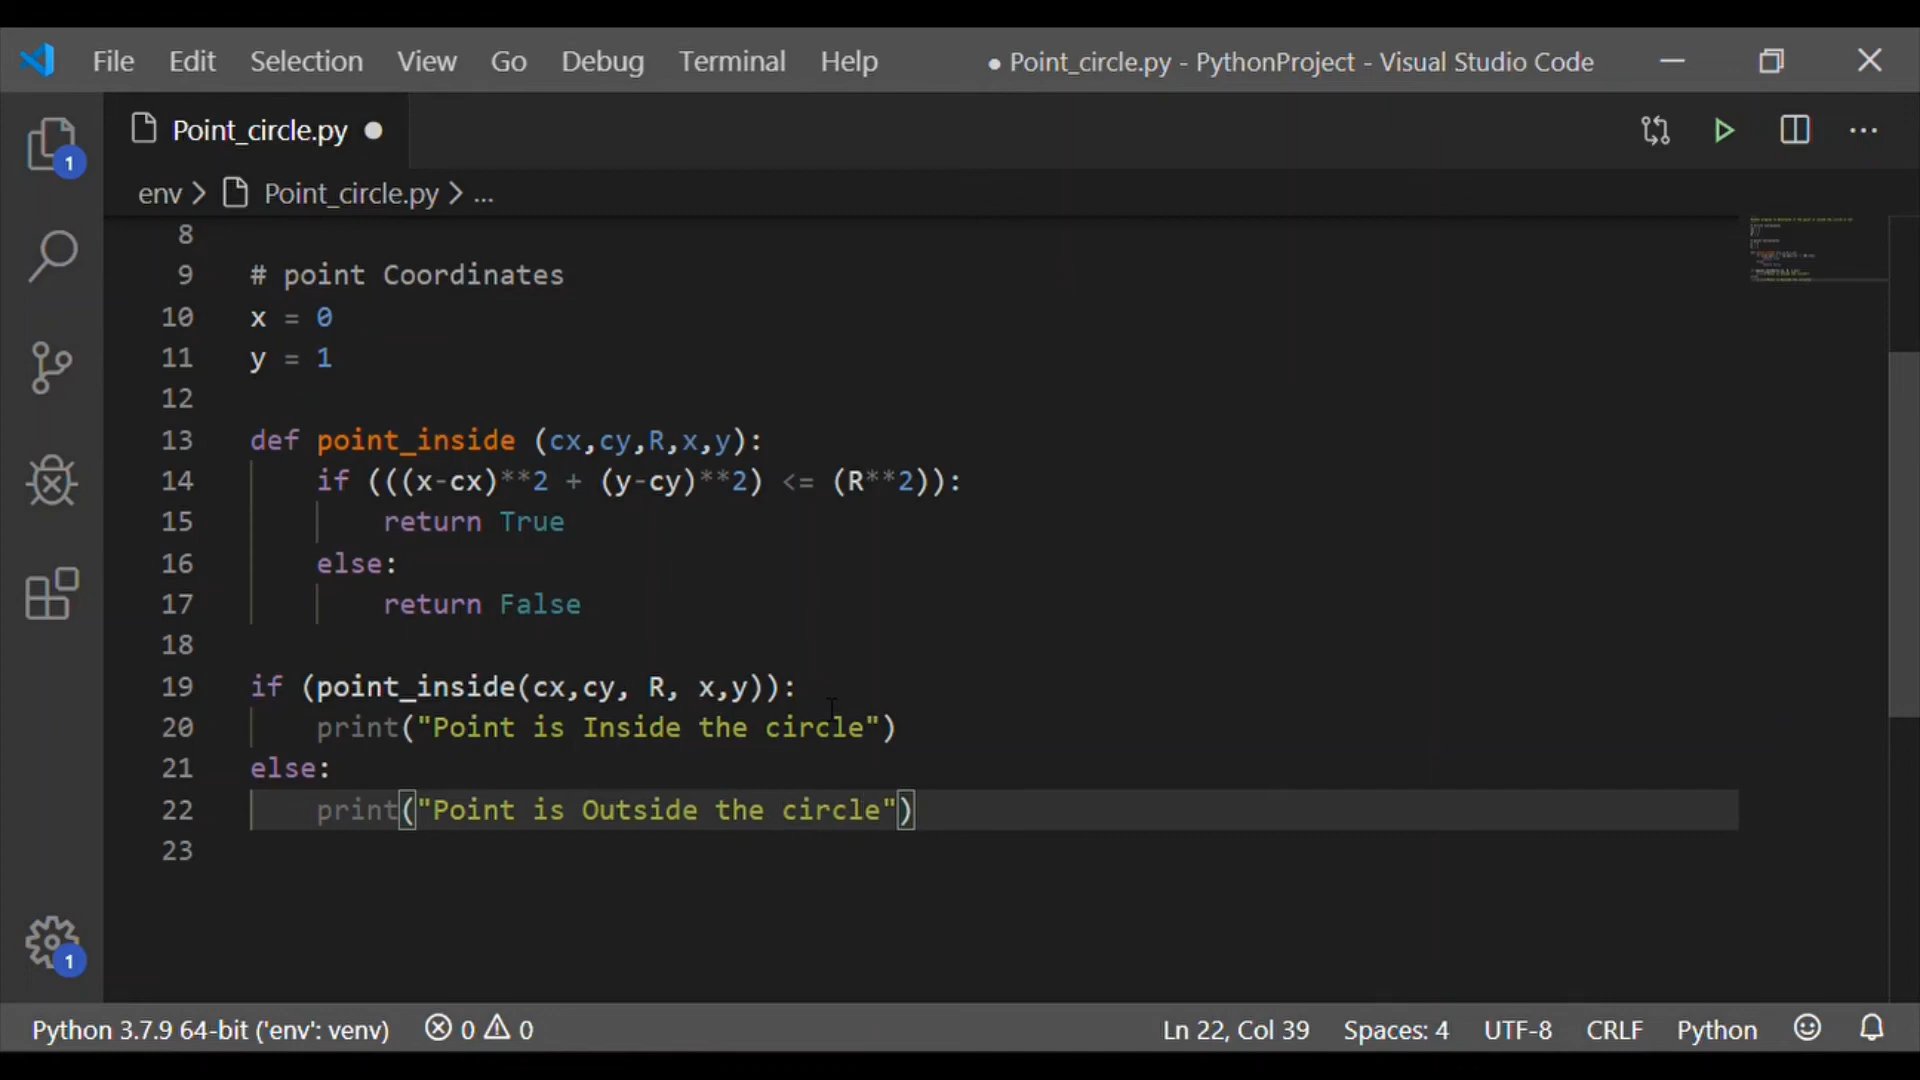 File Edit Selection View Go Debug Terminal Help ● Point_circle.py - PythonProject - Visual Studio Code
Point_circle.py ●
env > Point_circle.py > ...
8
9 # point Coordinates
10 x = 0
11 y = 1
12
13 def point_inside (cx,cy,R,x,y):
14 if (((x-cx)**2 + (y-cy)**2) <= (R**2)):
15 return True
16 else:
17 return False
18
19 if (point_inside(cx,cy, R, x,y)):
20 print("Point is Inside the circle")
21 else:
22 print("Point is Outside the circle")
23
1
1
Python 3.7.9 64-bit ('env': venv) 0 0 Ln 22, Col 39 Spaces: 4 UTF-8 CRLF Python